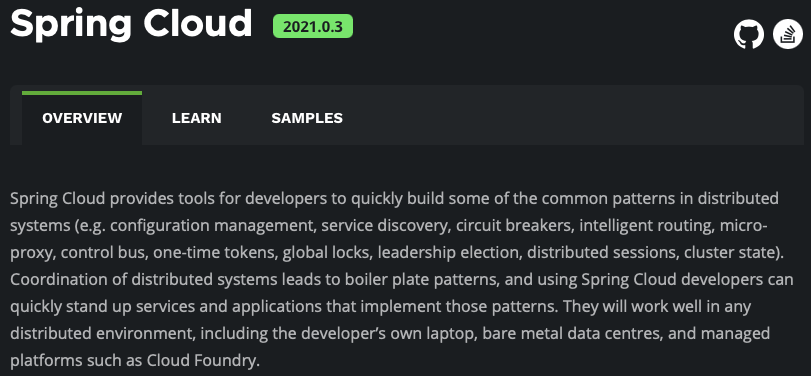 Spring Cloud 2021.0.3
OVERVIEW LEARN SAMPLES
Spring Cloud provides tools for developers to quickly build some of the common patterns in distributed
systems (e.g. configuration management, service discovery, circuit breakers, intelligent routing, micro-
proxy, control bus, one-time tokens, global locks, leadership election, distributed sessions, cluster state).
Coordination of distributed systems leads to boiler plate patterns, and using Spring Cloud developers can
quickly stand up services and applications that implement those patterns. They will work well in any
distributed environment, including the developer’s own laptop, bare metal data centres, and managed
platforms such as Cloud Foundry.